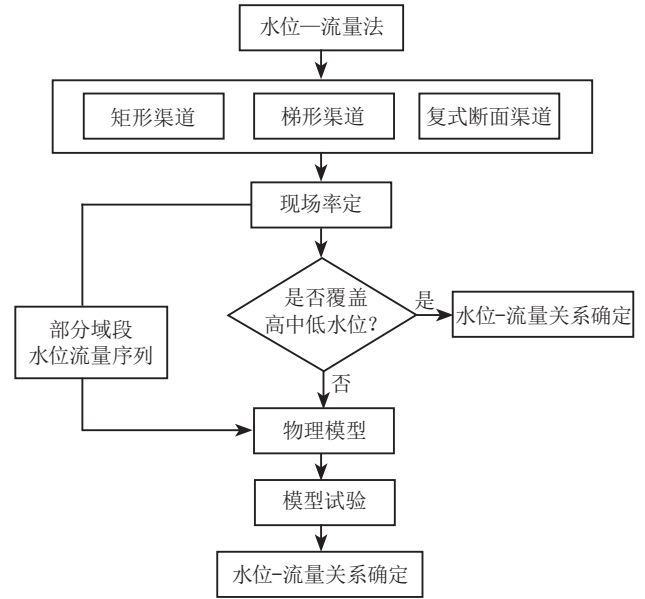 水位—流量法
矩形渠道
梯形渠道
复式断面渠道
现场率定
是否覆盖
高中低水位？
是
水位-流量关系确定
部分域段
水位流量序列
否
物理模型
模型试验
水位-流量关系确定